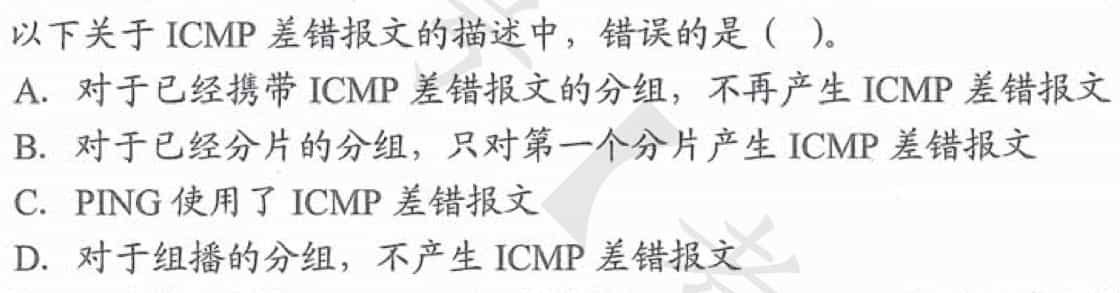 以下关于 ICMP 差错报文的描述中，错误的是（ ）。
A. 对于已经携带 ICMP 差错报文的分组，不再产生 ICMP 差错报文
B. 对于已经分片的分组，只对第一个分片产生 ICMP 差错报文
C. PING 使用了 ICMP 差错报文
D. 对于组播的分组，不产生 ICMP 差错报文